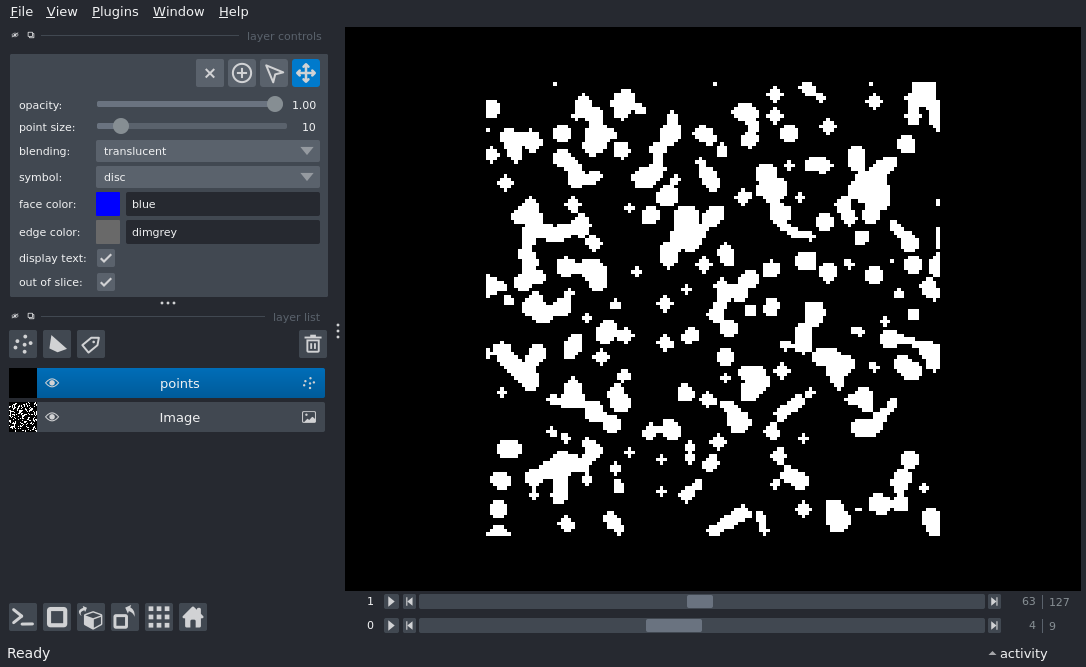 File View Plugins Window Help
layer controls
opacity: 1.00
point size: 10
blending: translucent
symbol: disc
face color: blue
edge color: dimgrey
display text:
out of slice:
layer list
points
Image
1 63 | 127
0 4 | 9
Ready activity